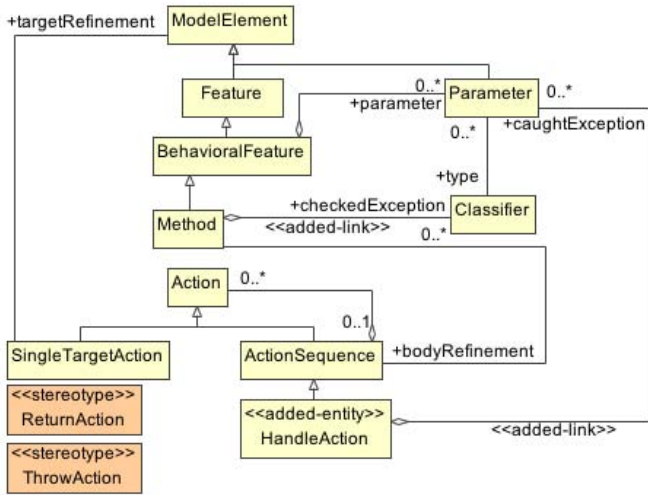 +targetRefinement
ModelElement
Feature
0..*
Parameter
0..*
+parameter
+caughtException
0..*
BehavioralFeature
+type
+checkedException
Classifier
Method
<<added-link>>
0..*
Action
0..*
0..1
SingleTargetAction
ActionSequence
+bodyRefinement
<<stereotype>>
ReturnAction
<<added-entity>>
HandleAction
<<added-link>>
<<stereotype>>
ThrowAction